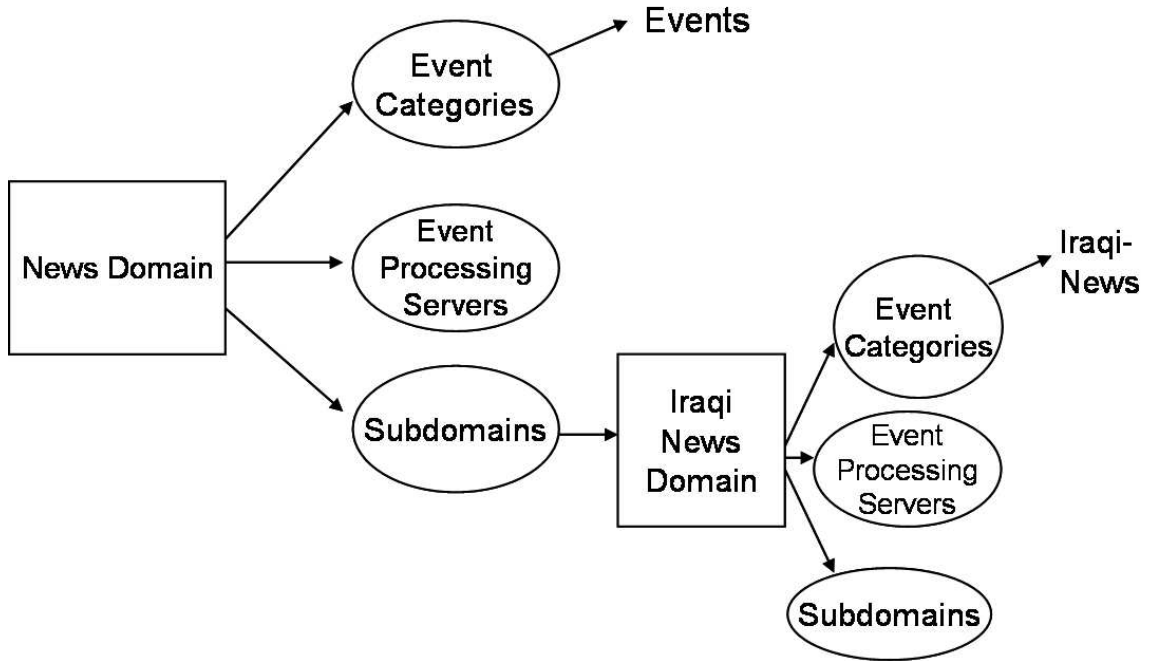 Events
Event
Categories
News Domain
Event
Processing
Servers
Subdomains
Iraqi
News
Domain
Event
Categories
Iraqi-
News
Event
Processing
Servers
Subdomains